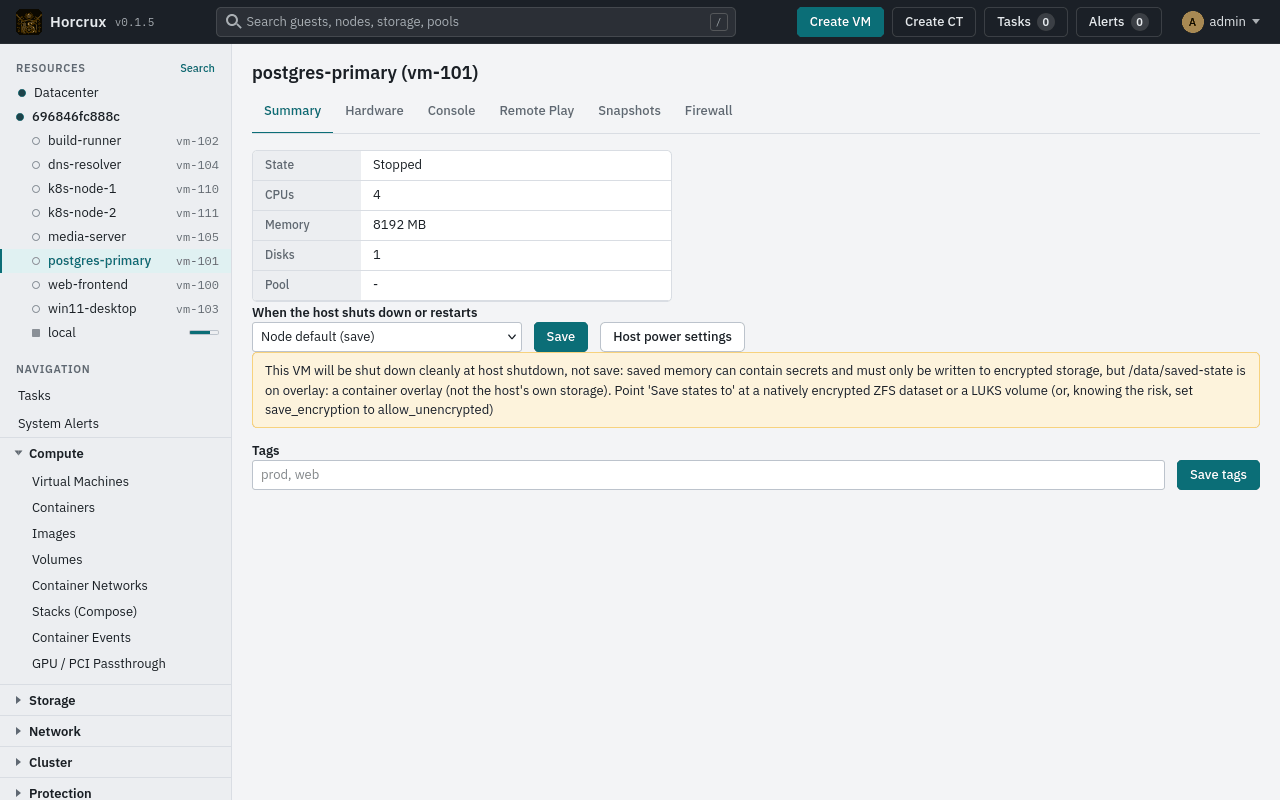 Horcrux v0.1.5
Search guests, nodes, storage, pools /
Create VM
Create CT
Tasks 0
Alerts 0
A admin
RESOURCES Search
Datacenter
696846fc888c
build-runner vm-102
dns-resolver vm-104
k8s-node-1 vm-110
k8s-node-2 vm-111
media-server vm-105
postgres-primary vm-101
web-frontend vm-100
win11-desktop vm-103
local
NAVIGATION
Tasks
System Alerts
Compute
Virtual Machines
Containers
Images
Volumes
Container Networks
Stacks (Compose)
Container Events
GPU / PCI Passthrough
Storage
Network
Cluster
Protection
postgres-primary (vm-101)
Summary Hardware Console Remote Play Snapshots Firewall
State Stopped
CPUs 4
Memory 8192 MB
Disks 1
Pool -
When the host shuts down or restarts
Node default (save) Save Host power settings
This VM will be shut down cleanly at host shutdown, not save: saved memory can contain secrets and must only be written to encrypted storage, but /data/saved-state is
on overlay: a container overlay (not the host's own storage). Point 'Save states to' at a natively encrypted ZFS dataset or a LUKS volume (or, knowing the risk, set
save_encryption to allow_unencrypted)
Tags
prod, web Save tags